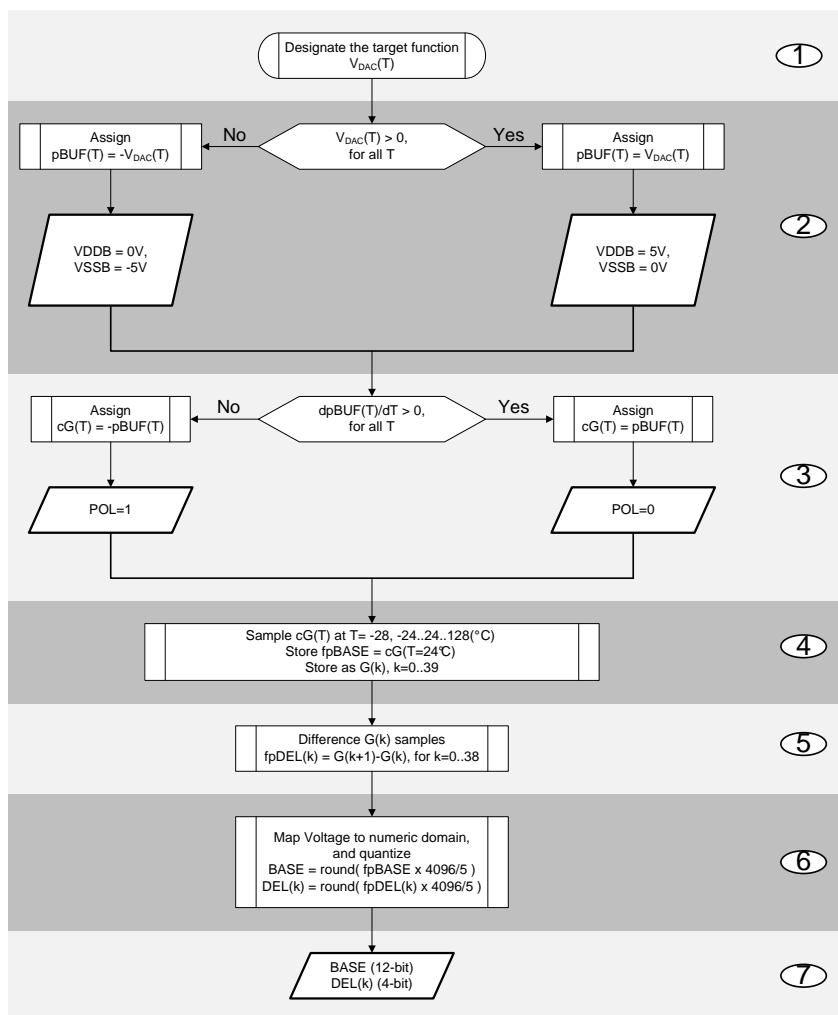 Designate the target function
VDAC(T)
1
No
Yes
Assign
pBUF(T) = -VDAC(T)
VDAC(T) > 0,
for all T
Assign
pBUF(T) = VDAC(T)
VDDB = 0V,
VSSB = -5V
VDDB = 5V,
VSSB = 0V
2
No
Yes
Assign
cG(T) = -pBUF(T)
dpBUF(T)/dT > 0,
for all T
Assign
cG(T) = pBUF(T)
POL=1
POL=0
3
Sample cG(T) at T= -28, -24..24..128(°C)
Store fpBASE = cG(T=24°C)
Store as G(k), k=0..39
4
Difference G(k) samples
fpDEL(k) = G(k+1)-G(k), for k=0..38
5
Map Voltage to numeric domain,
and quantize
BASE = round( fpBASE x 4096/5 )
DEL(k) = round( fpDEL(k) x 4096/5 )
6
BASE (12-bit)
DEL(k) (4-bit)
7